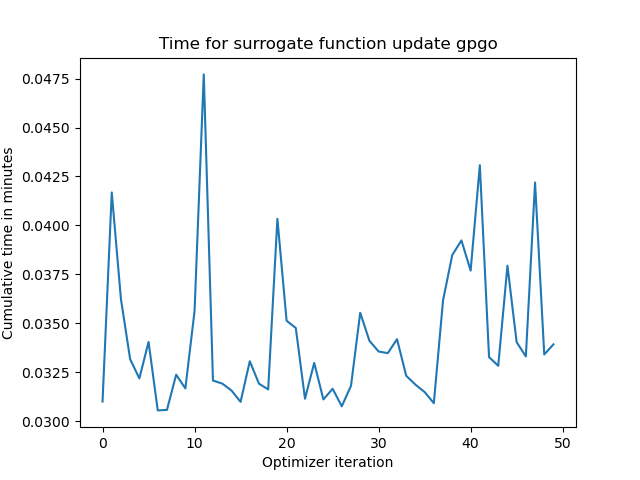 Time for surrogate function update gpgo
Cumulative time in minutes
0.0475
0.0450
0.0425
0.0400
0.0375
0.0350
0.0325
0.0300
0 10 20 30 40 50
Optimizer iteration